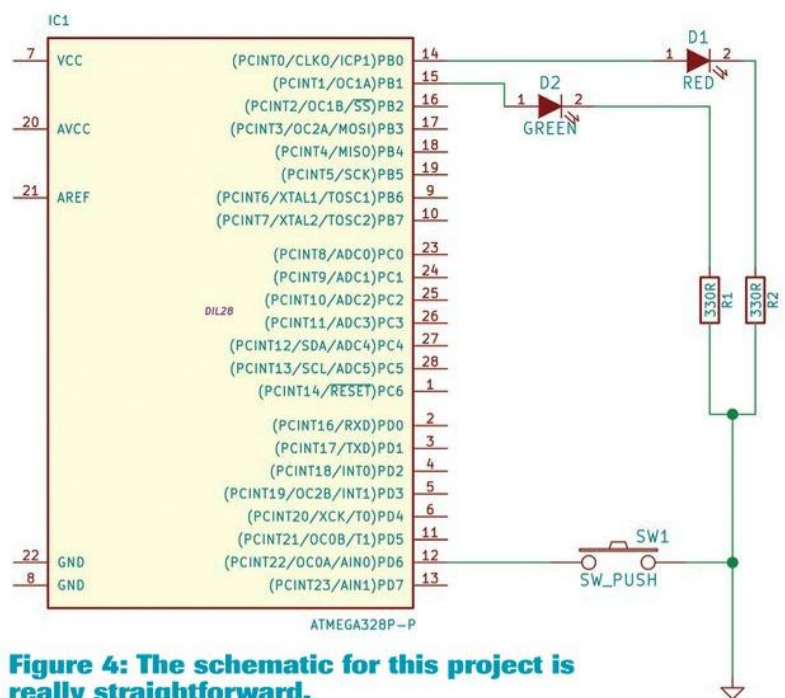 IC1
7 VCC
20 AVCC
21 AREF
22 GND
8 GND
DIL28
(PCINT0/CLKO/ICP1)PB0 14
(PCINT1/OC1A)PB1 15
(PCINT2/OC1B/SS)PB2 16
(PCINT3/OC2A/MOSI)PB3 17
(PCINT4/MISO)PB4 18
(PCINT5/SCK)PB5 19
(PCINT6/XTAL1/TOSC1)PB6 9
(PCINT7/XTAL2/TOSC2)PB7 10
(PCINT8/ADC0)PC0 23
(PCINT9/ADC1)PC1 24
(PCINT10/ADC2)PC2 25
(PCINT11/ADC3)PC3 26
(PCINT12/SDA/ADC4)PC4 27
(PCINT13/SCL/ADC5)PC5 28
(PCINT14/RESET)PC6 1
(PCINT16/RXD)PD0 2
(PCINT17/TXD)PD1 3
(PCINT18/INT0)PD2 4
(PCINT19/OC2B/INT1)PD3 5
(PCINT20/XCK/T0)PD4 6
(PCINT21/OC0B/T1)PD5 11
(PCINT22/OC0A/AIN0)PD6 12
(PCINT23/AIN1)PD7 13
ATMEGA328P-P
D1
1 2
RED
D2
1 2
GREEN
330R
R1
330R
R2
SW1
SW_PUSH
Figure 4: The schematic for this project is
really straightforward.